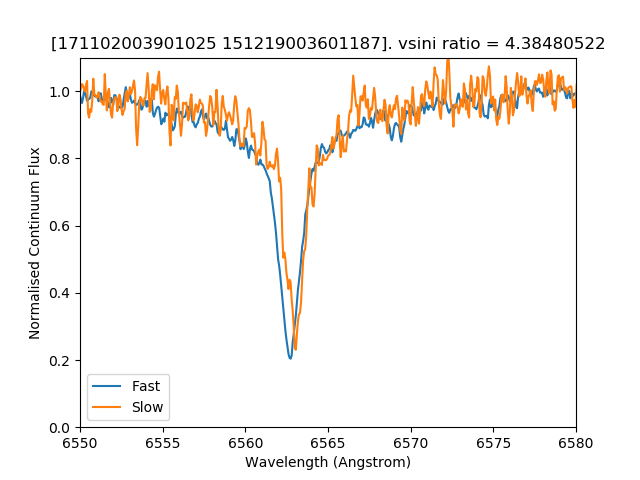 [171102003901025 151219003601187]. vsini ratio = 4.38480522
Normalised Continuum Flux
1.0
0.8
0.6
0.4
0.2
0.0
Fast
Slow
6550 6555 6560 6565 6570 6575 6580
Wavelength (Angstrom)